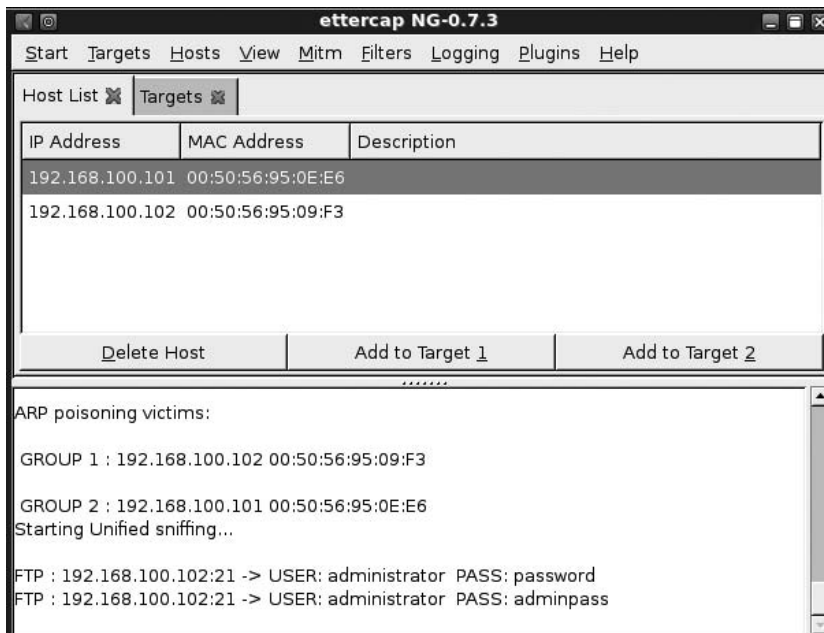 ettercap NG-0.7.3
Start Targets Hosts View Mitm Filters Logging Plugins Help
Host List Targets
IP Address MAC Address Description
192.168.100.101 00:50:56:95:0E:E6
192.168.100.102 00:50:56:95:09:F3
Delete Host Add to Target 1 Add to Target 2
ARP poisoning victims:
GROUP 1 : 192.168.100.102 00:50:56:95:09:F3
GROUP 2 : 192.168.100.101 00:50:56:95:0E:E6
Starting Unified sniffing...
FTP : 192.168.100.102:21 -> USER: administrator PASS: password
FTP : 192.168.100.102:21 -> USER: administrator PASS: adminpass